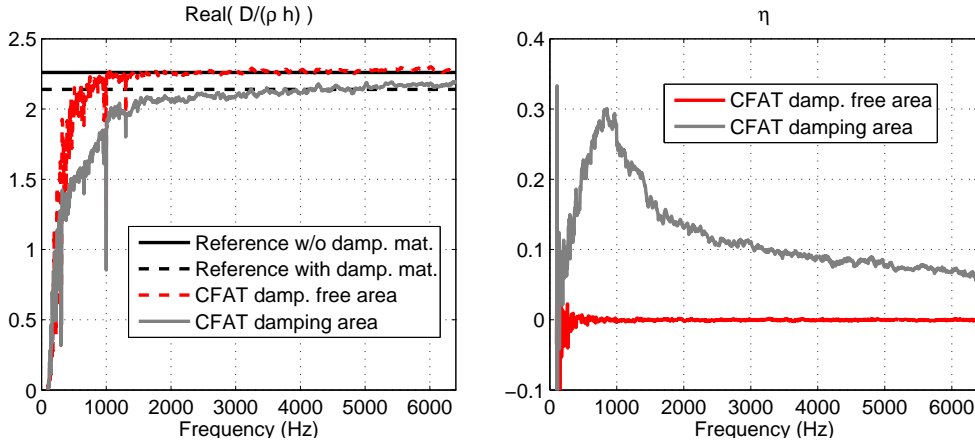 Real( D/(ρ h) )
2.5
2
1.5
1
0.5
0
0 1000 2000 3000 4000 5000 6000
Frequency (Hz)
Reference w/o damp. mat.
Reference with damp. mat.
CFAT damp. free area
CFAT damping area
η
0.4
0.3
0.2
0.1
0
−0.1
0 1000 2000 3000 4000 5000 6000
Frequency (Hz)
CFAT damp. free area
CFAT damping area